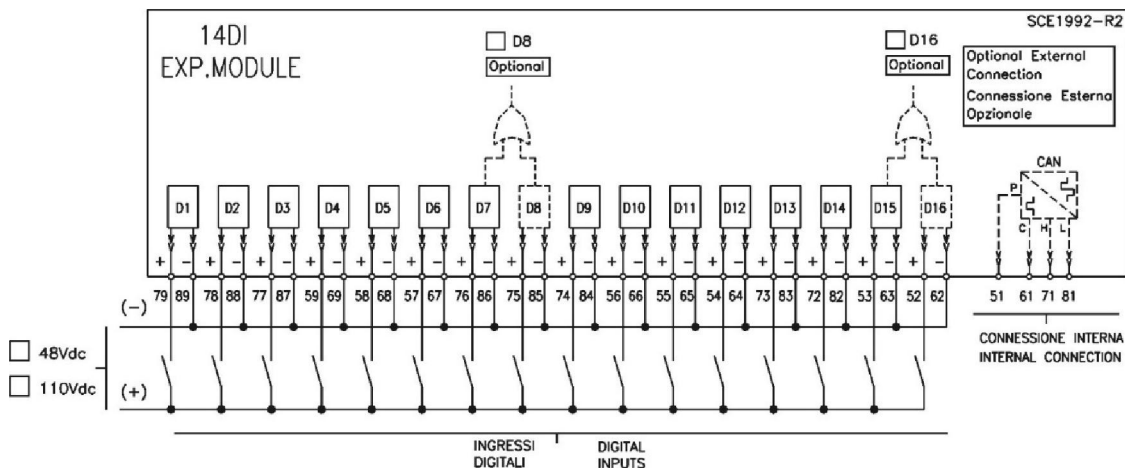 SCE1992-R2
14DI
EXP.MODULE
D8
Optional
D16
Optional
Optional External
Connection
Connessione Esterna
Opzionale
CAN
P
C H L
D1 D2 D3 D4 D5 D6 D7 D8 D9 D10 D11 D12 D13 D14 D15 D16
+ − + − + − + − + − + − + − + − + − + − + − + − + − + − + − + −
79 89 78 88 77 87 59 69 58 68 57 67 76 86 75 85 74 84 56 66 55 65 54 64 73 83 72 82 53 63 52 62 51 61 71 81
(−)
CONNESSIONE INTERNA
INTERNAL CONNECTION
48Vdc
110Vdc
(+)
INGRESSI
DIGITALI
DIGITAL
INPUTS